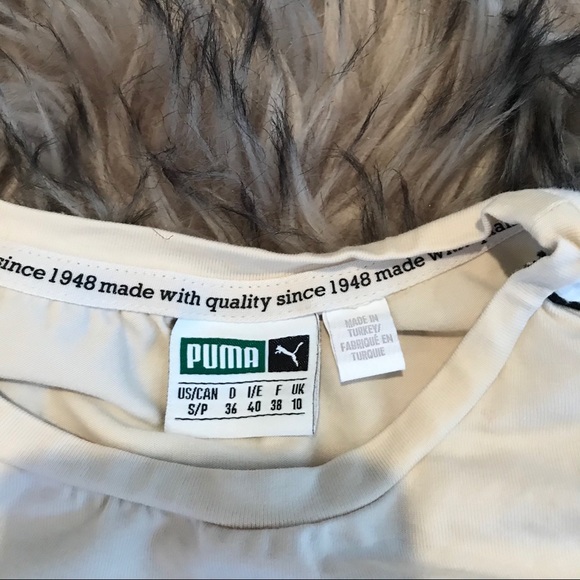 since 1948 made with quality since 1948 made with
PUMA
US/CAN D I/E F UK
S/P 36 40 38 10
MADE IN
TURKEY/
FABRIQUÉ EN
TURQUIE